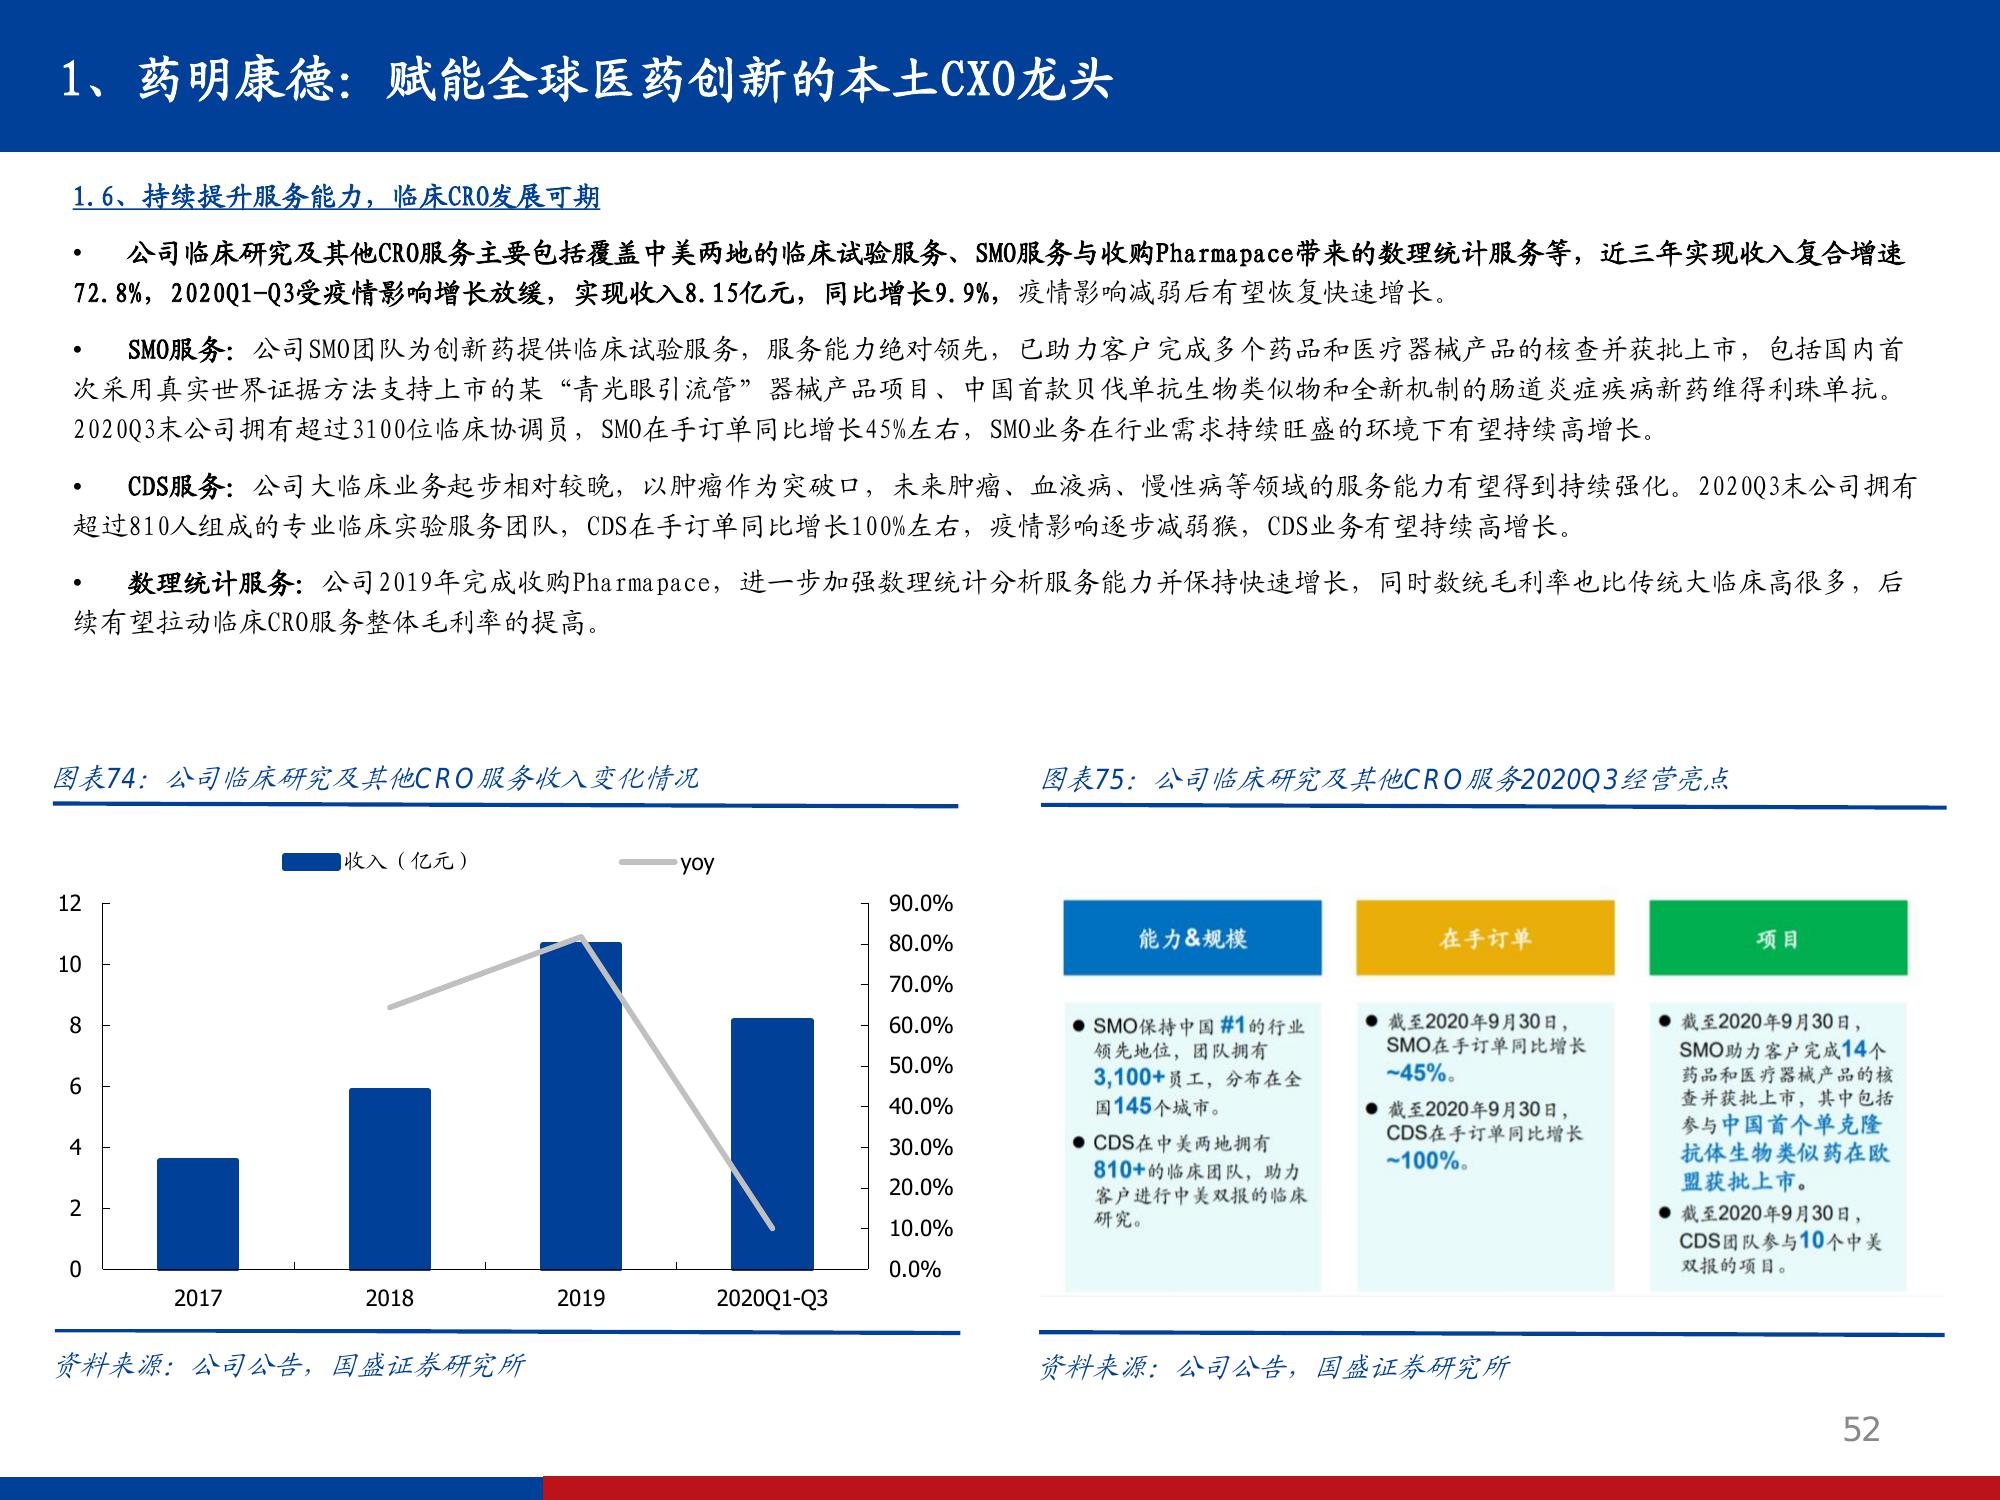 1、药明康德：赋能全球医药创新的本土CXO龙头
1.6、持续提升服务能力，临床CRO发展可期
• 公司临床研究及其他CRO服务主要包括覆盖中美两地的临床试验服务、SMO服务与收购Pharmapace带来的数理统计服务等，近三年实现收入复合增速
72.8%，2020Q1-Q3受疫情影响增长放缓，实现收入8.15亿元，同比增长9.9%，疫情影响减弱后有望恢复快速增长。
• SMO服务：公司SMO团队为创新药提供临床试验服务，服务能力绝对领先，已助力客户完成多个药品和医疗器械产品的核查并获批上市，包括国内首
次采用真实世界证据方法支持上市的某“青光眼引流管”器械产品项目、中国首款贝伐单抗生物类似物和全新机制的肠道炎症疾病新药维得利珠单抗。
2020Q3末公司拥有超过3100位临床协调员，SMO在手订单同比增长45%左右，SMO业务在行业需求持续旺盛的环境下有望持续高增长。
• CDS服务：公司大临床业务起步相对较晚，以肿瘤作为突破口，未来肿瘤、血液病、慢性病等领域的服务能力有望得到持续强化。2020Q3末公司拥有
超过810人组成的专业临床实验服务团队，CDS在手订单同比增长100%左右，疫情影响逐步减弱猴，CDS业务有望持续高增长。
• 数理统计服务：公司2019年完成收购Pharmapace，进一步加强数理统计分析服务能力并保持快速增长，同时数统毛利率也比传统大临床高很多，后
续有望拉动临床CRO服务整体毛利率的提高。
图表74：公司临床研究及其他CRO服务收入变化情况
收入（亿元）
yoy
12
10
8
6
4
2
0
90.0%
80.0%
70.0%
60.0%
50.0%
40.0%
30.0%
20.0%
10.0%
0.0%
2017
2018
2019
2020Q1-Q3
资料来源：公司公告，国盛证券研究所
图表75：公司临床研究及其他CRO服务2020Q3经营亮点
能力&规模
● SMO保持中国#1的行业
领先地位，团队拥有
3,100+员工，分布在全
国145个城市。
● CDS在中美两地拥有
810+的临床团队，助力
客户进行中美双报的临床
研究。
在手订单
● 截至2020年9月30日，
SMO在手订单同比增长
~45%。
● 截至2020年9月30日，
CDS在手订单同比增长
~100%。
项目
● 截至2020年9月30日，
SMO助力客户完成14个
药品和医疗器械产品的核
查并获批上市，其中包括
参与中国首个单克隆
抗体生物类似药在欧
盟获批上市。
● 截至2020年9月30日，
CDS团队参与10个中美
双报的项目。
资料来源：公司公告，国盛证券研究所
52